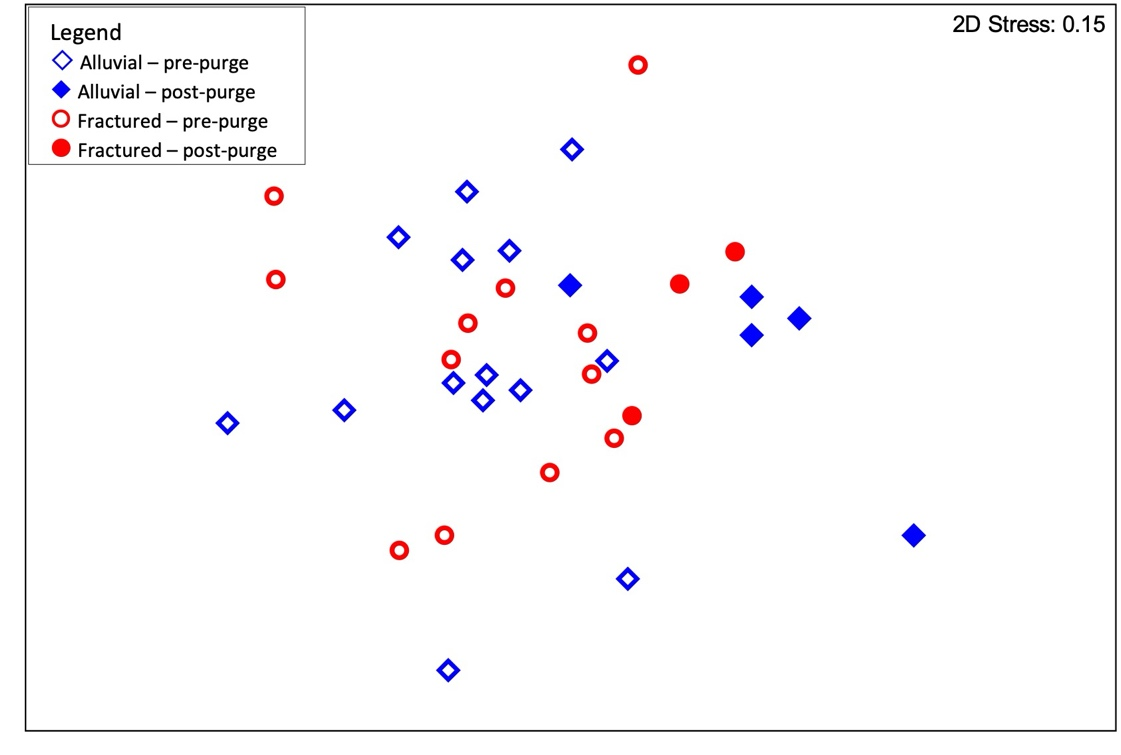 2D Stress: 0.15
Legend
Alluvial – pre-purge
Alluvial – post-purge
Fractured – pre-purge
Fractured – post-purge